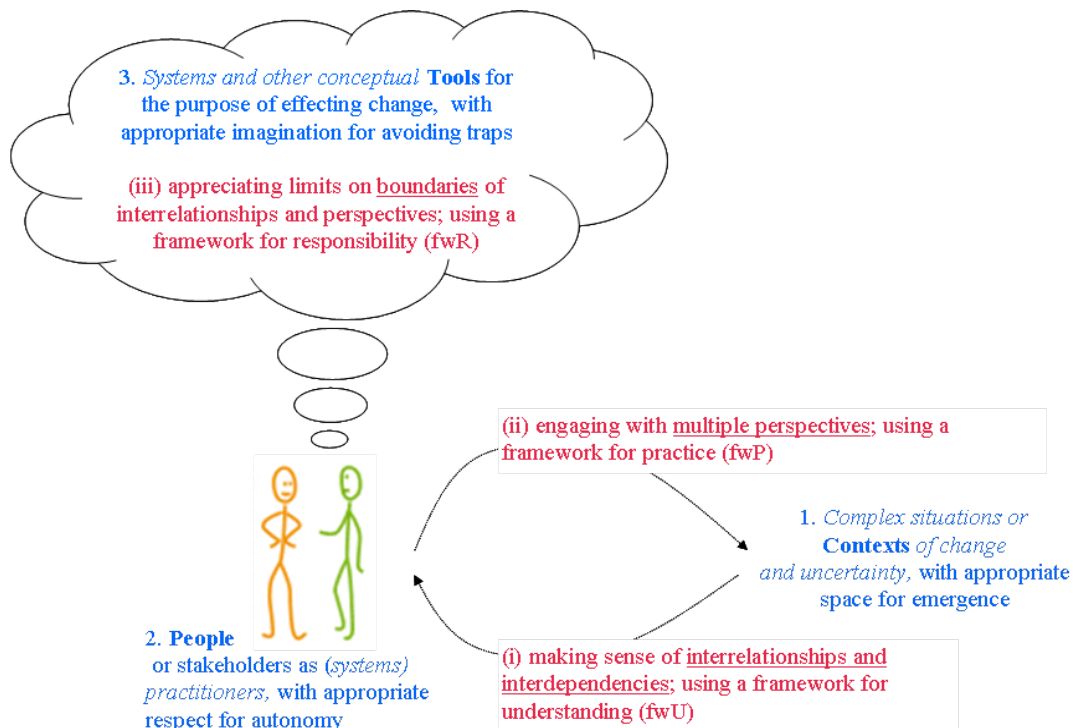 3. Systems and other conceptual Tools for
the purpose of effecting change, with
appropriate imagination for avoiding traps
(iii) appreciating limits on boundaries of
interrelationships and perspectives; using a
framework for responsibility (fwR)
(ii) engaging with multiple perspectives; using a
framework for practice (fwP)
1. Complex situations or
Contexts of change
and uncertainty, with appropriate
space for emergence
2. People
or stakeholders as (systems)
practitioners, with appropriate
respect for autonomy
(i) making sense of interrelationships and
interdependencies; using a framework for
understanding (fwU)